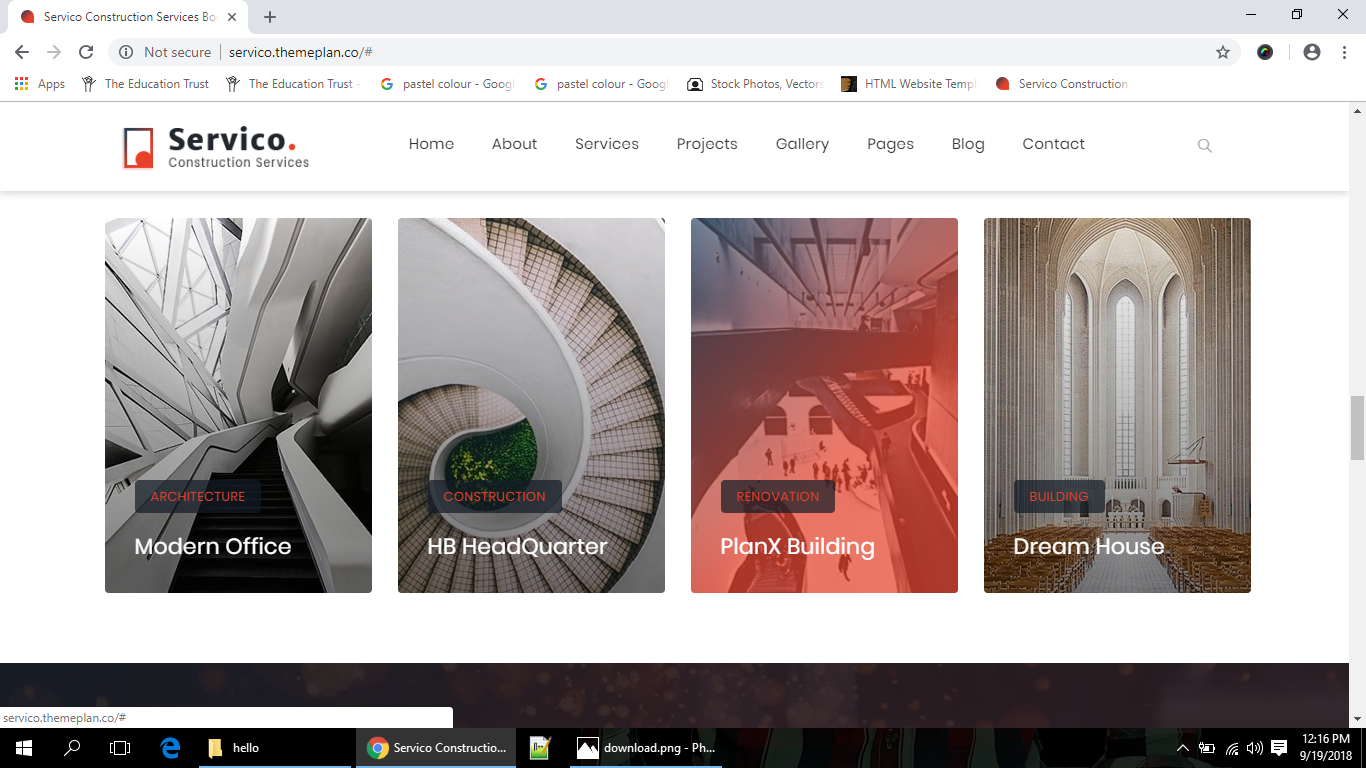 Servico Construction Services Bo
Not secure servico.themeplan.co/#
Apps The Education Trust The Education Trust - pastel colour - Googl pastel colour - Googl Stock Photos, Vectors HTML Website Templ Servico Construction
Servico.
Construction Services
Home About Services Projects Gallery Pages Blog Contact
ARCHITECTURE
Modern Office
CONSTRUCTION
HB HeadQuarter
RENOVATION
PlanX Building
BUILDING
Dream House
servico.themeplan.co/#
hello Servico Constructio... download.png - Ph...
12:16 PM
9/19/2018